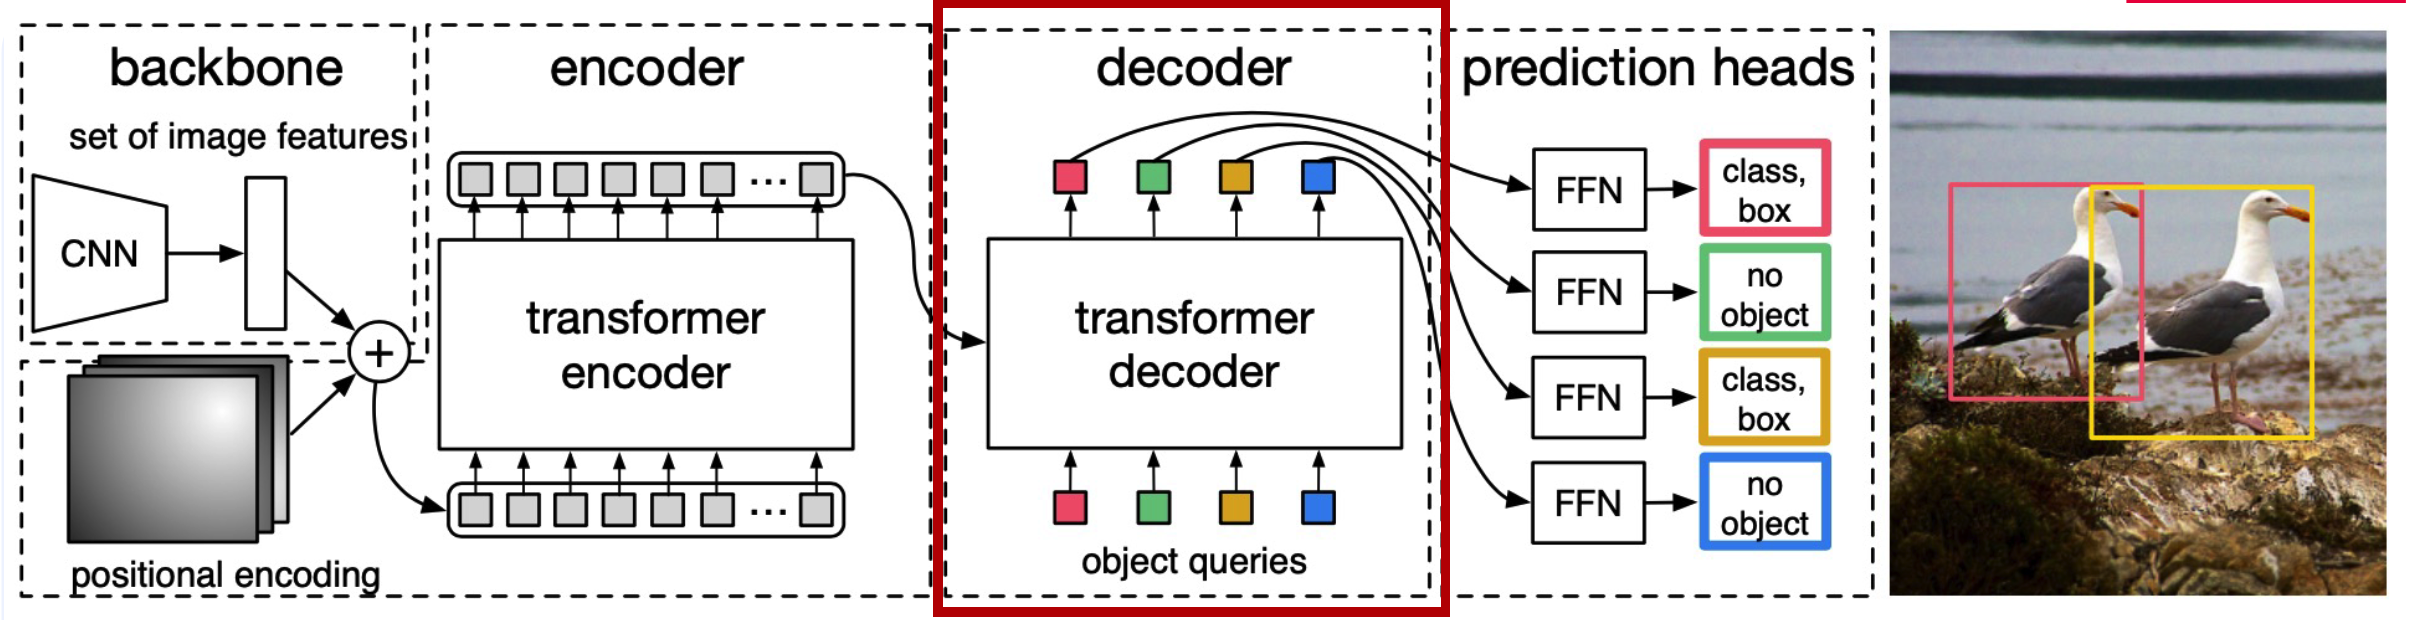 backbone
set of image features
CNN
+
positional encoding
encoder
...
transformer
encoder
...
decoder
transformer
decoder
object queries
prediction heads
FFN
class,
box
FFN
no
object
FFN
class,
box
FFN
no
object